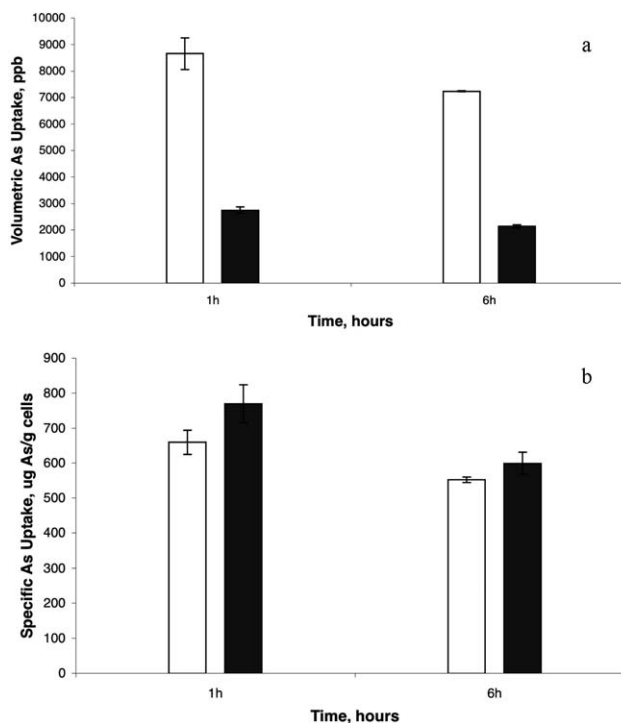 10000
9000
8000
7000
6000
5000
4000
3000
2000
1000
0
Volumetric As Uptake, ppb
a
1h 6h
Time, hours
900
800
700
600
500
400
300
200
100
0
Specific As Uptake, ug As/g cells
b
1h 6h
Time, hours